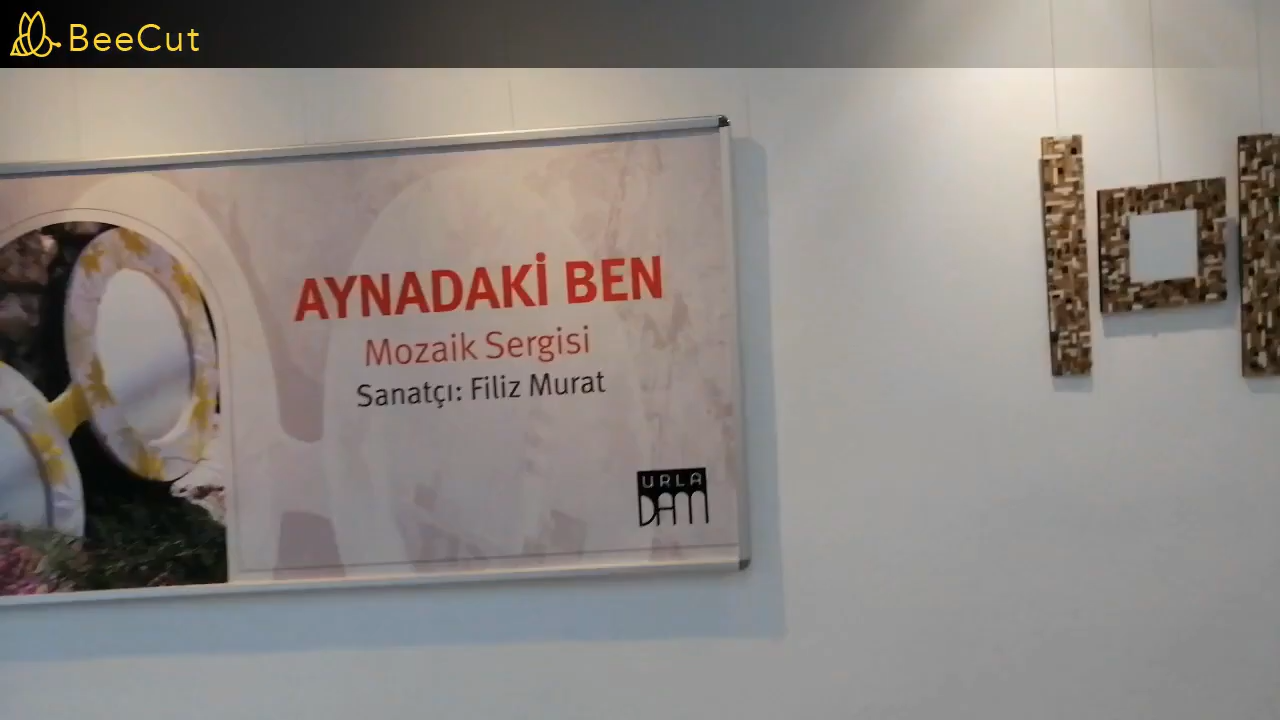 BeeCut
AYNADAKİ BEN
Mozaik Sergisi
Sanatçı: Filiz Murat
URLA
DAM